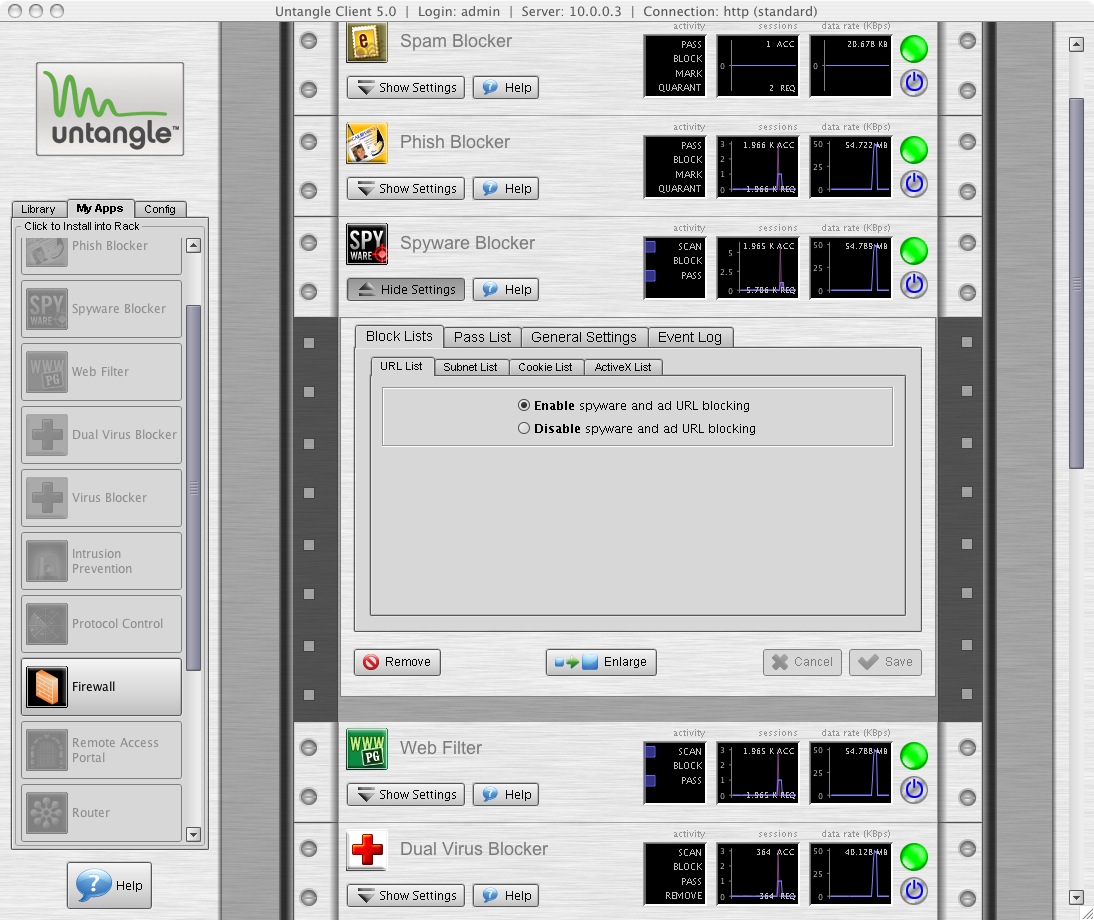 Untangle Client 5.0 | Login: admin | Server: 10.0.0.3 | Connection: http (standard)
untangle™
Library My Apps Config
Click to Install into Rack
Phish Blocker
Spyware Blocker
Web Filter
Dual Virus Blocker
Virus Blocker
Intrusion
Prevention
Protocol Control
Firewall
Remote Access
Portal
Router
Help
Spam Blocker
Show Settings Help
activity sessions data rate (KBps)
PASS
BLOCK
MARK
QUARANT
1 ACC
0
2 REQ
20.678 KB
0
Phish Blocker
Show Settings Help
activity sessions data rate (KBps)
PASS
BLOCK
MARK
QUARANT
3 1.966 K ACC
2
1
0 1.966 K REQ
50 54.722 MB
25
0
SPY
WARE
Spyware Blocker
Hide Settings Help
activity sessions data rate (KBps)
SCAN
BLOCK
PASS
5 1.965 K ACC
2.5
0 5.706 K REQ
50 54.785 MB
25
0
Block Lists Pass List General Settings Event Log
URL List Subnet List Cookie List ActiveX List
Enable spyware and ad URL blocking
Disable spyware and ad URL blocking
Remove Enlarge Cancel Save
WWW
PG
Web Filter
Show Settings Help
activity sessions data rate (KBps)
SCAN
BLOCK
PASS
3 1.965 K ACC
2
1
0 1.965 K REQ
50 54.788 MB
25
0
Dual Virus Blocker
Show Settings Help
activity sessions data rate (KBps)
SCAN
BLOCK
PASS
REMOVE
3 364 ACC
2
1
0 364 REQ
50 40.128 MB
25
0